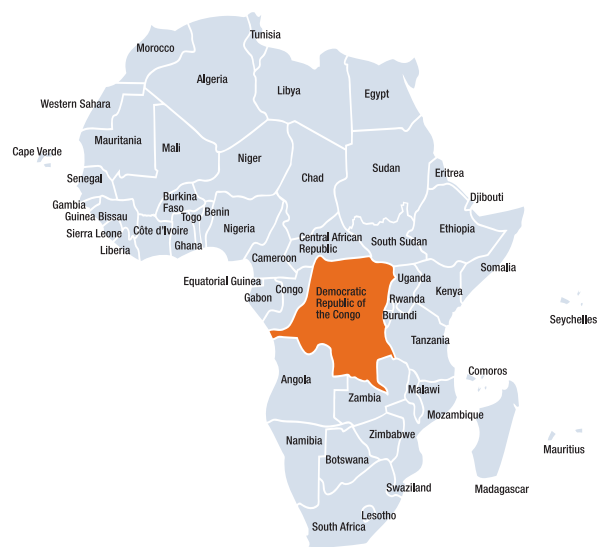 Tunisia
Morocco
Algeria
Libya
Egypt
Western Sahara
Mauritania
Mali
Cape Verde
Niger
Chad
Sudan
Eritrea
Senegal
Djibouti
Gambia
Burkina
Faso
Benin
Guinea Bissau
Togo
Sierra Leone
Côte d'Ivoire
Nigeria
Ethiopia
Liberia
Ghana
Central African
Republic
South Sudan
Cameroon
Somalia
Equatorial Guinea
Congo
Uganda
Kenya
Gabon
Democratic
Republic of
the Congo
Rwanda
Burundi
Seychelles
Tanzania
Comoros
Angola
Malawi
Zambia
Mozambique
Namibia
Zimbabwe
Mauritius
Botswana
Swaziland
Madagascar
Lesotho
South Africa